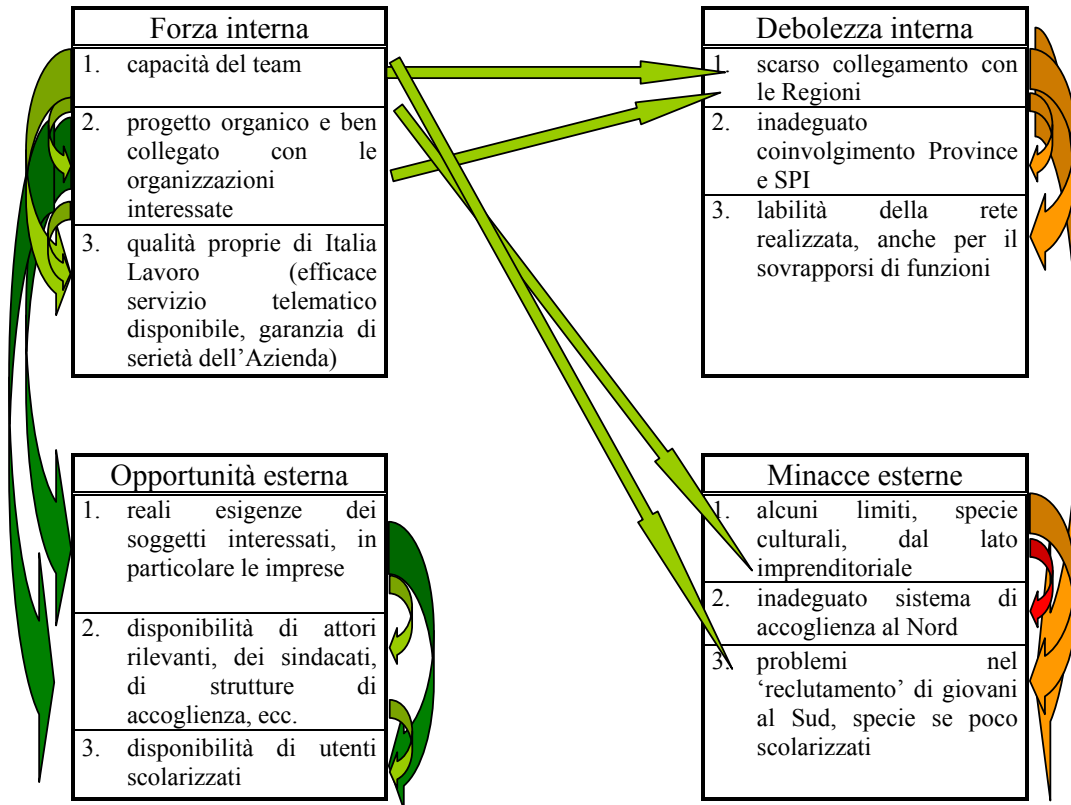 Forza interna
1. capacità del team
2. progetto organico e ben
collegato con le
organizzazioni
interessate
3. qualità proprie di Italia
Lavoro (efficace
servizio telematico
disponibile, garanzia di
serietà dell’Azienda)
Debolezza interna
1. scarso collegamento con
le Regioni
2. inadeguato
coinvolgimento Province
e SPI
3. labilità della rete
realizzata, anche per il
sovrapporsi di funzioni
Opportunità esterna
1. reali esigenze dei
soggetti interessati, in
particolare le imprese
2. disponibilità di attori
rilevanti, dei sindacati,
di strutture di
accoglienza, ecc.
3. disponibilità di utenti
scolarizzati
Minacce esterne
1. alcuni limiti, specie
culturali, dal lato
imprenditoriale
2. inadeguato sistema di
accoglienza al Nord
3. problemi nel
‘reclutamento’ di giovani
al Sud, specie se poco
scolarizzati